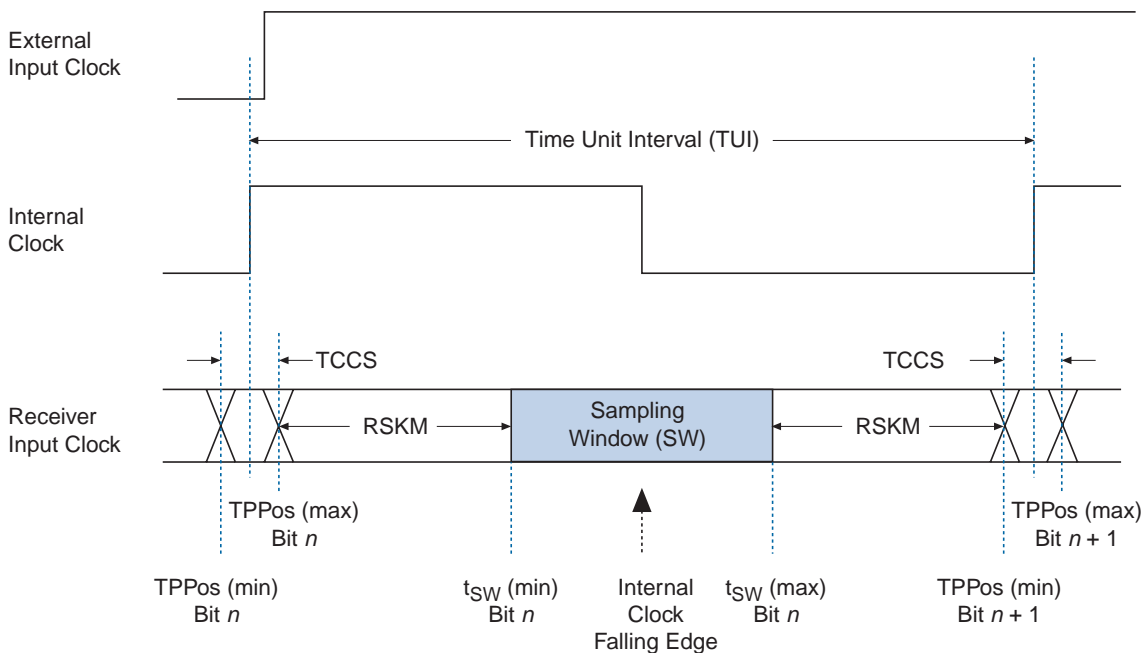 External
Input Clock
Time Unit Interval (TUI)
Internal
Clock
TCCS
TCCS
Receiver
Input Clock
RSKM
Sampling
Window (SW)
RSKM
TPPos (max)
Bit n
TPPos (max)
Bit n + 1
TPPos (min)
Bit n
tSW (min)
Bit n
Internal
Clock
Falling Edge
tSW (max)
Bit n
TPPos (min)
Bit n + 1